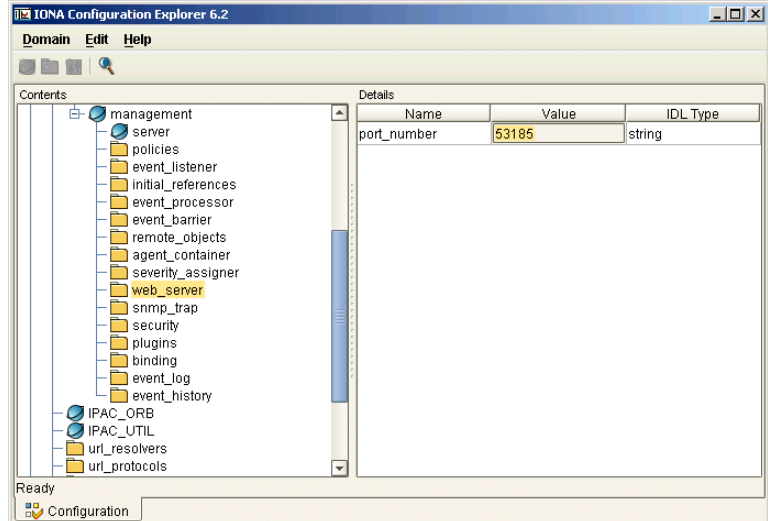 IONA Configuration Explorer 6.2
Domain Edit Help
Contents
management
server
policies
event_listener
initial_references
event_processor
event_barrier
remote_objects
agent_container
severity_assigner
web_server
snmp_trap
security
plugins
binding
event_log
event_history
IPAC_ORB
IPAC_UTIL
url_resolvers
url_protocols
Details
Name Value IDL Type
port_number 53185 string
Ready
Configuration